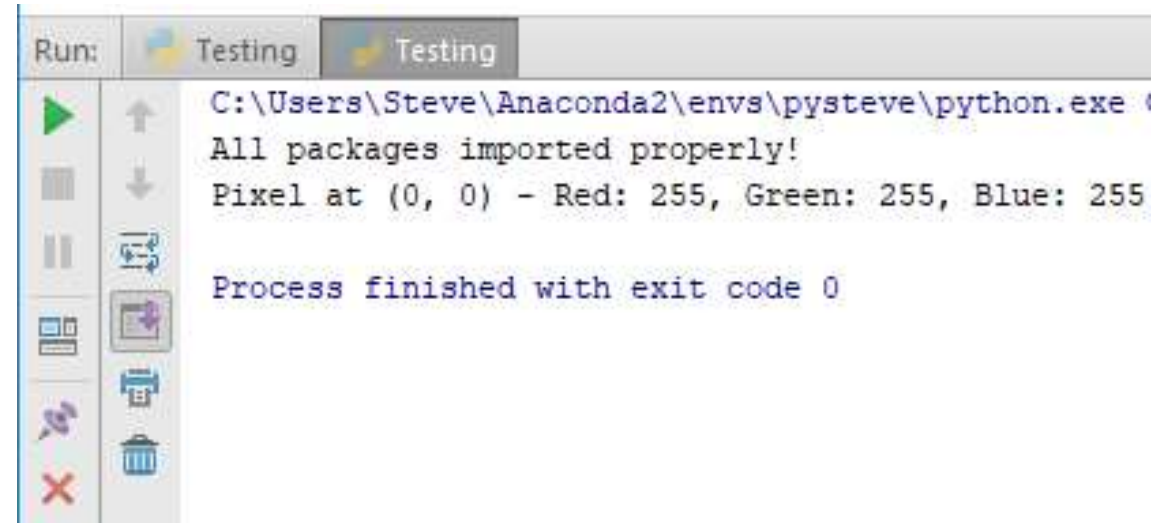 Run: Testing Testing
C:\Users\Steve\Anaconda2\envs\pysteve\python.exe
All packages imported properly!
Pixel at (0, 0) - Red: 255, Green: 255, Blue: 255
Process finished with exit code 0